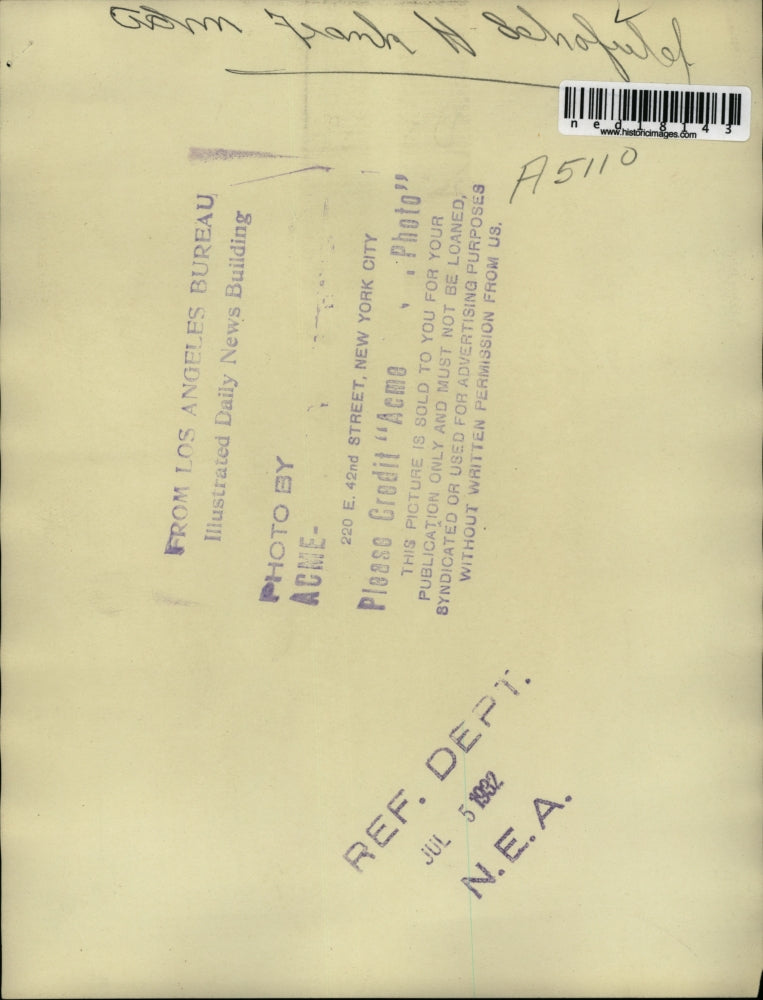 Adm Frank H Schofield
ned18143
www.historicimages.com
A5110
FROM LOS ANGELES BUREAU
Illustrated Daily News Building
PHOTO BY
ACME-
220 E. 42nd STREET, NEW YORK CITY
Please Credit "Acme Photo"
THIS PICTURE IS SOLD TO YOU FOR YOUR
PUBLICATION ONLY AND MUST NOT BE LOANED,
SYNDICATED OR USED FOR ADVERTISING PURPOSES
WITHOUT WRITTEN PERMISSION FROM US.
REF. DEPT.
JUL 5 1932
N.E.A.